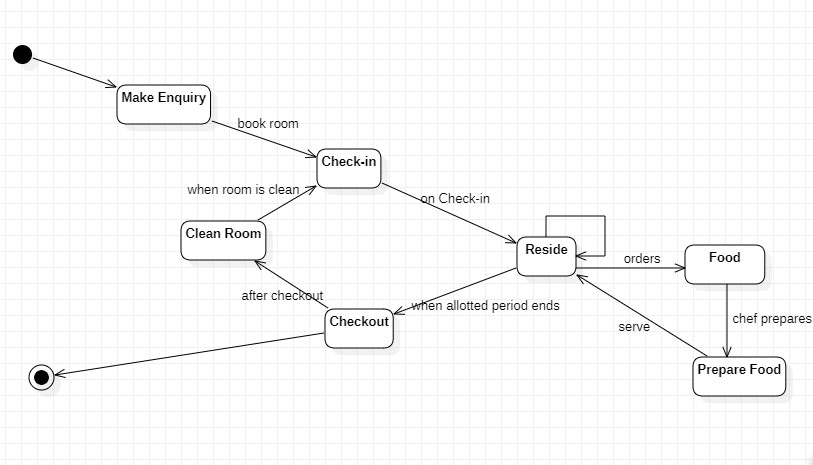 Make Enquiry
book room
Check-in
when room is clean
on Check-in
Clean Room
Reside
orders
Food
after checkout
when allotted period ends
Checkout
serve
chef prepares
Prepare Food